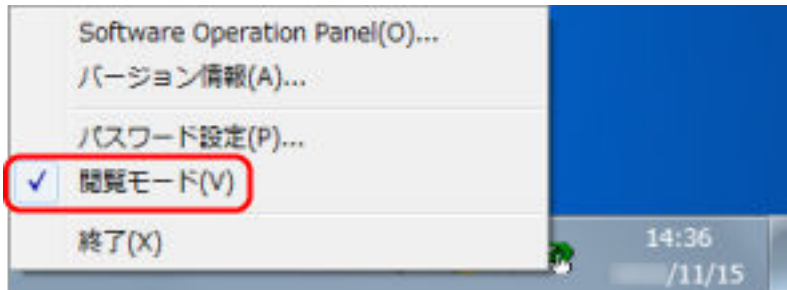 Software Operation Panel(O)...
バージョン情報(A)...
パスワード設定(P)...
閲覧モード(V)
終了(X)
14:36
/11/15